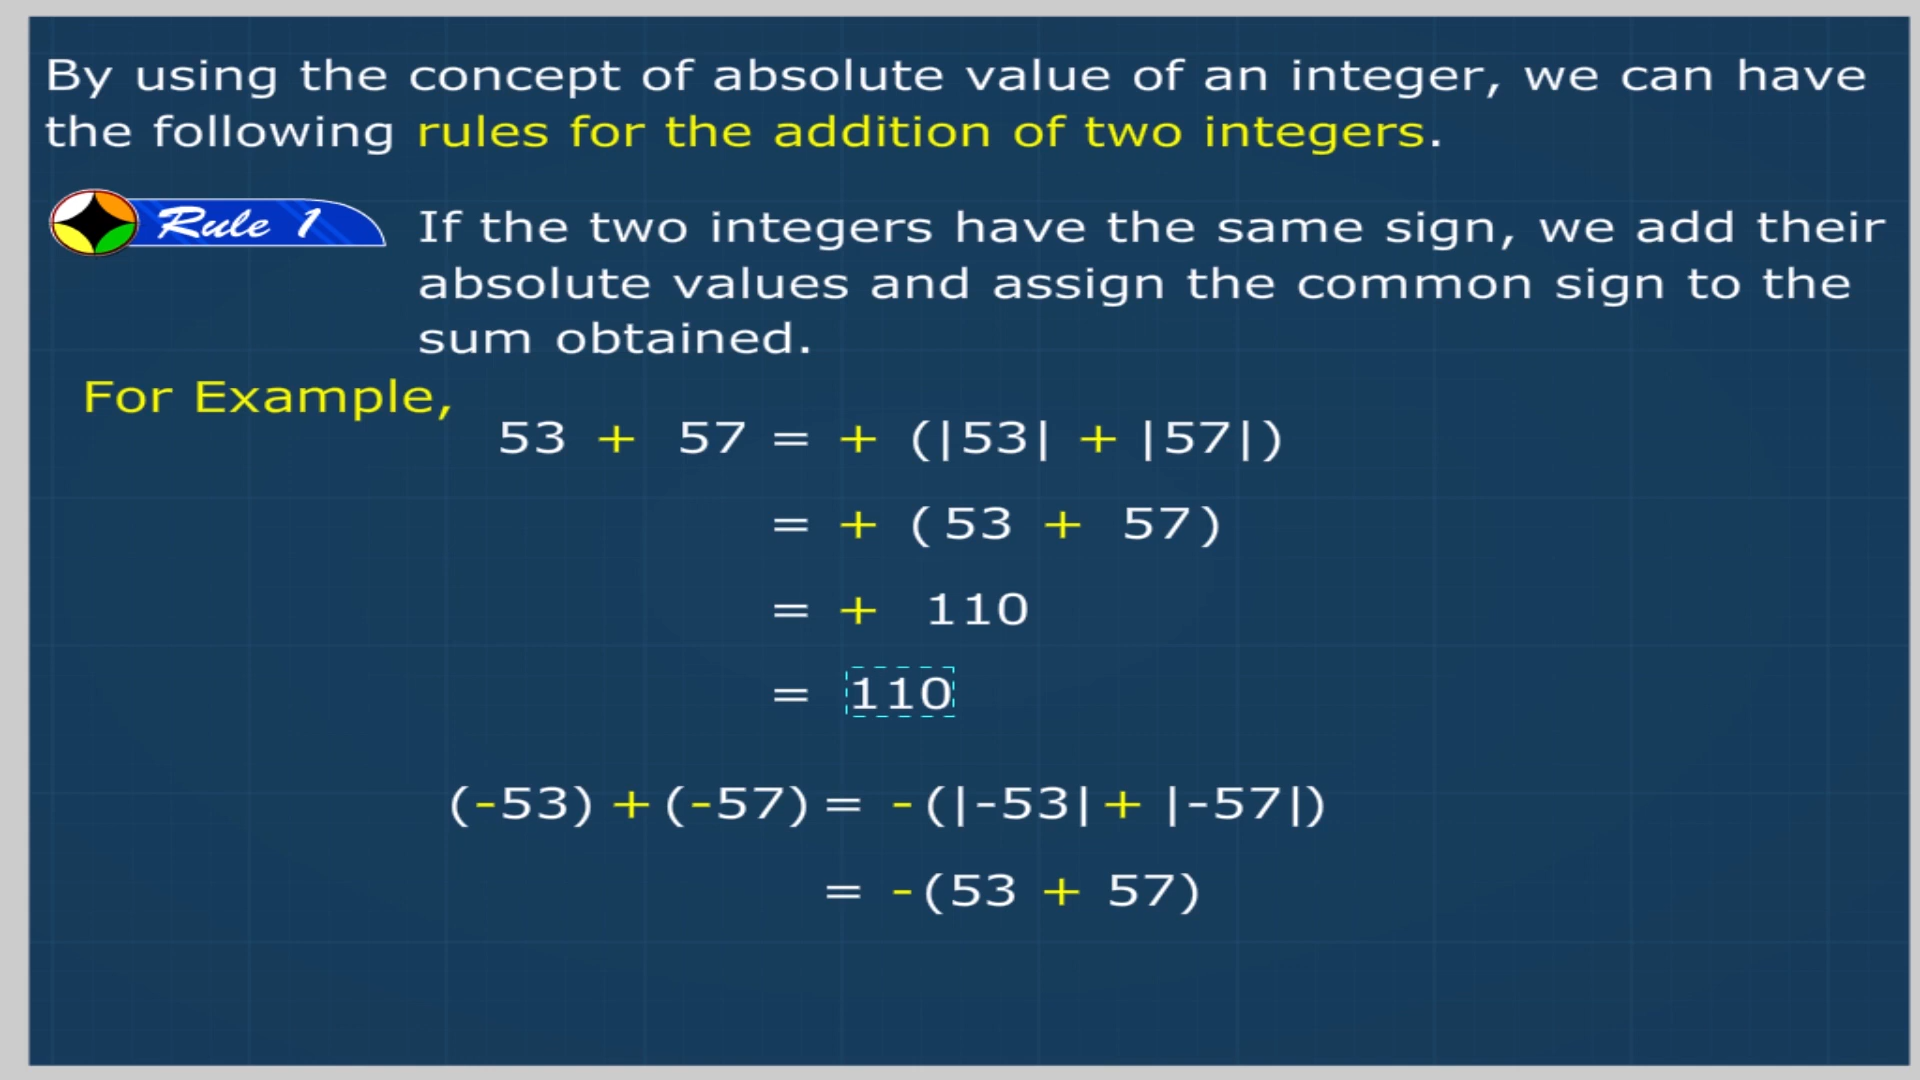 By using the concept of absolute value of an integer, we can have
the following rules for the addition of two integers.
Rule 1
If the two integers have the same sign, we add their
absolute values and assign the common sign to the
sum obtained.
For Example,
53 + 57 = + (|53| + |57|)
= + (53 + 57)
= + 110
= 110
(-53) + (-57) = -(|-53| + |-57|)
= -(53 + 57)